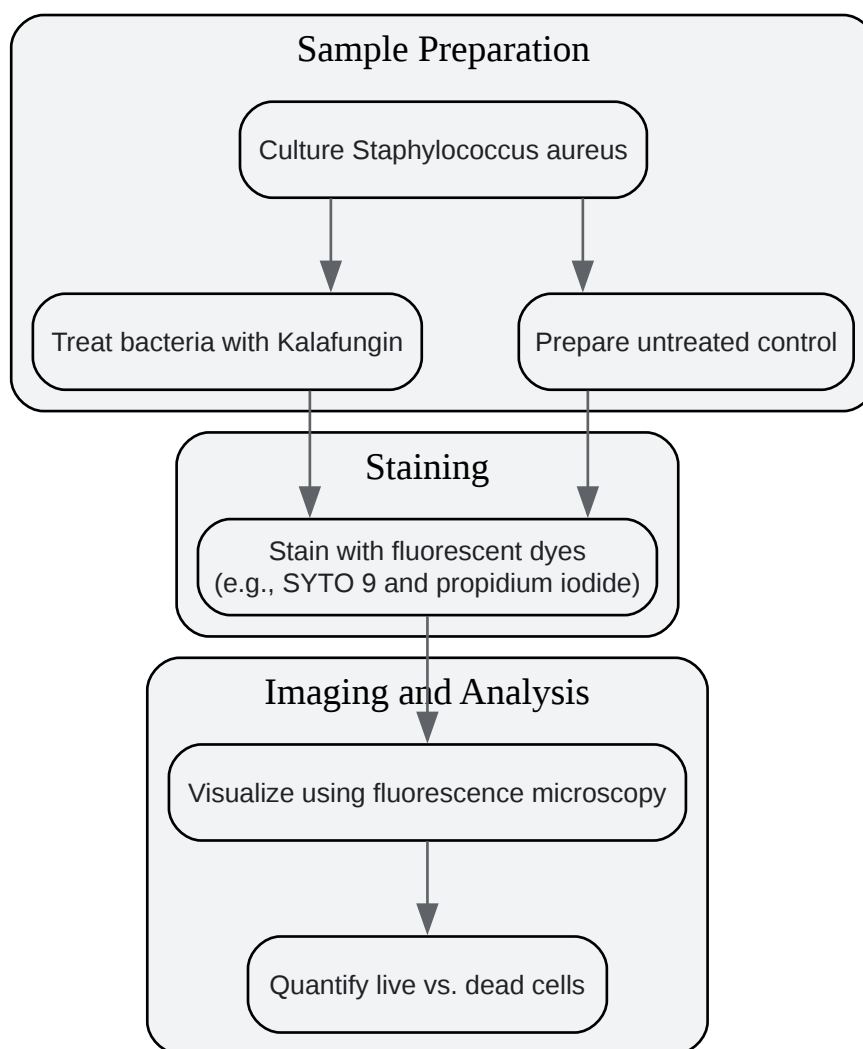 Sample Preparation
Culture Staphylococcus aureus
Treat bacteria with Kalafungin
Prepare untreated control
Staining
Stain with fluorescent dyes
(e.g., SYTO 9 and propidium iodide)
Imaging and Analysis
Visualize using fluorescence microscopy
Quantify live vs. dead cells